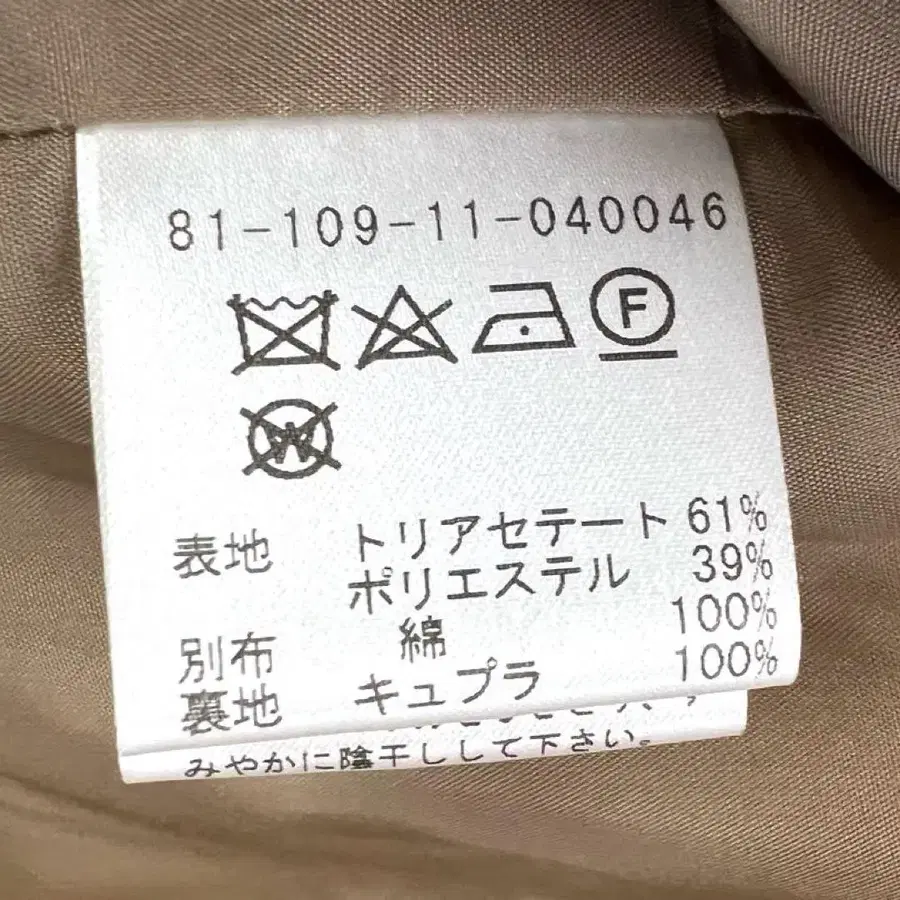 81-109-11-040046
F
W
表地 トリアセテート 61%
ポリエステル 39%
別布 綿 100%
裏地 キュプラ 100%
みやかに陰干しして下さい。